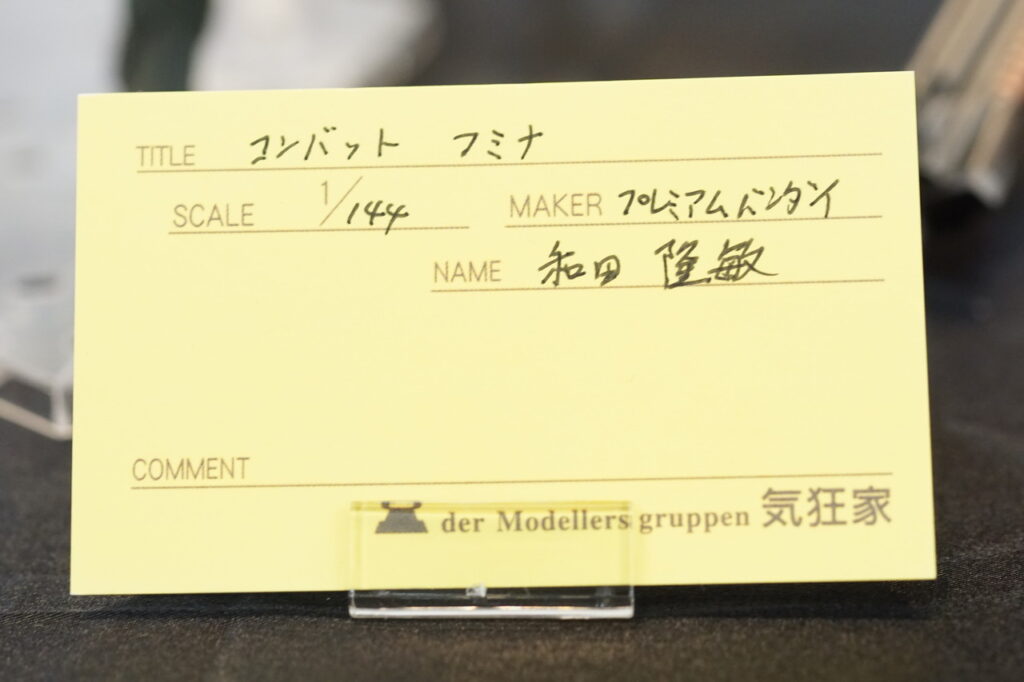 TITLE コンバット フミナ
SCALE 1/144 MAKER プレミアムバンダイ
NAME 和田 隆敏
COMMENT
der Modellers gruppen 気狂家